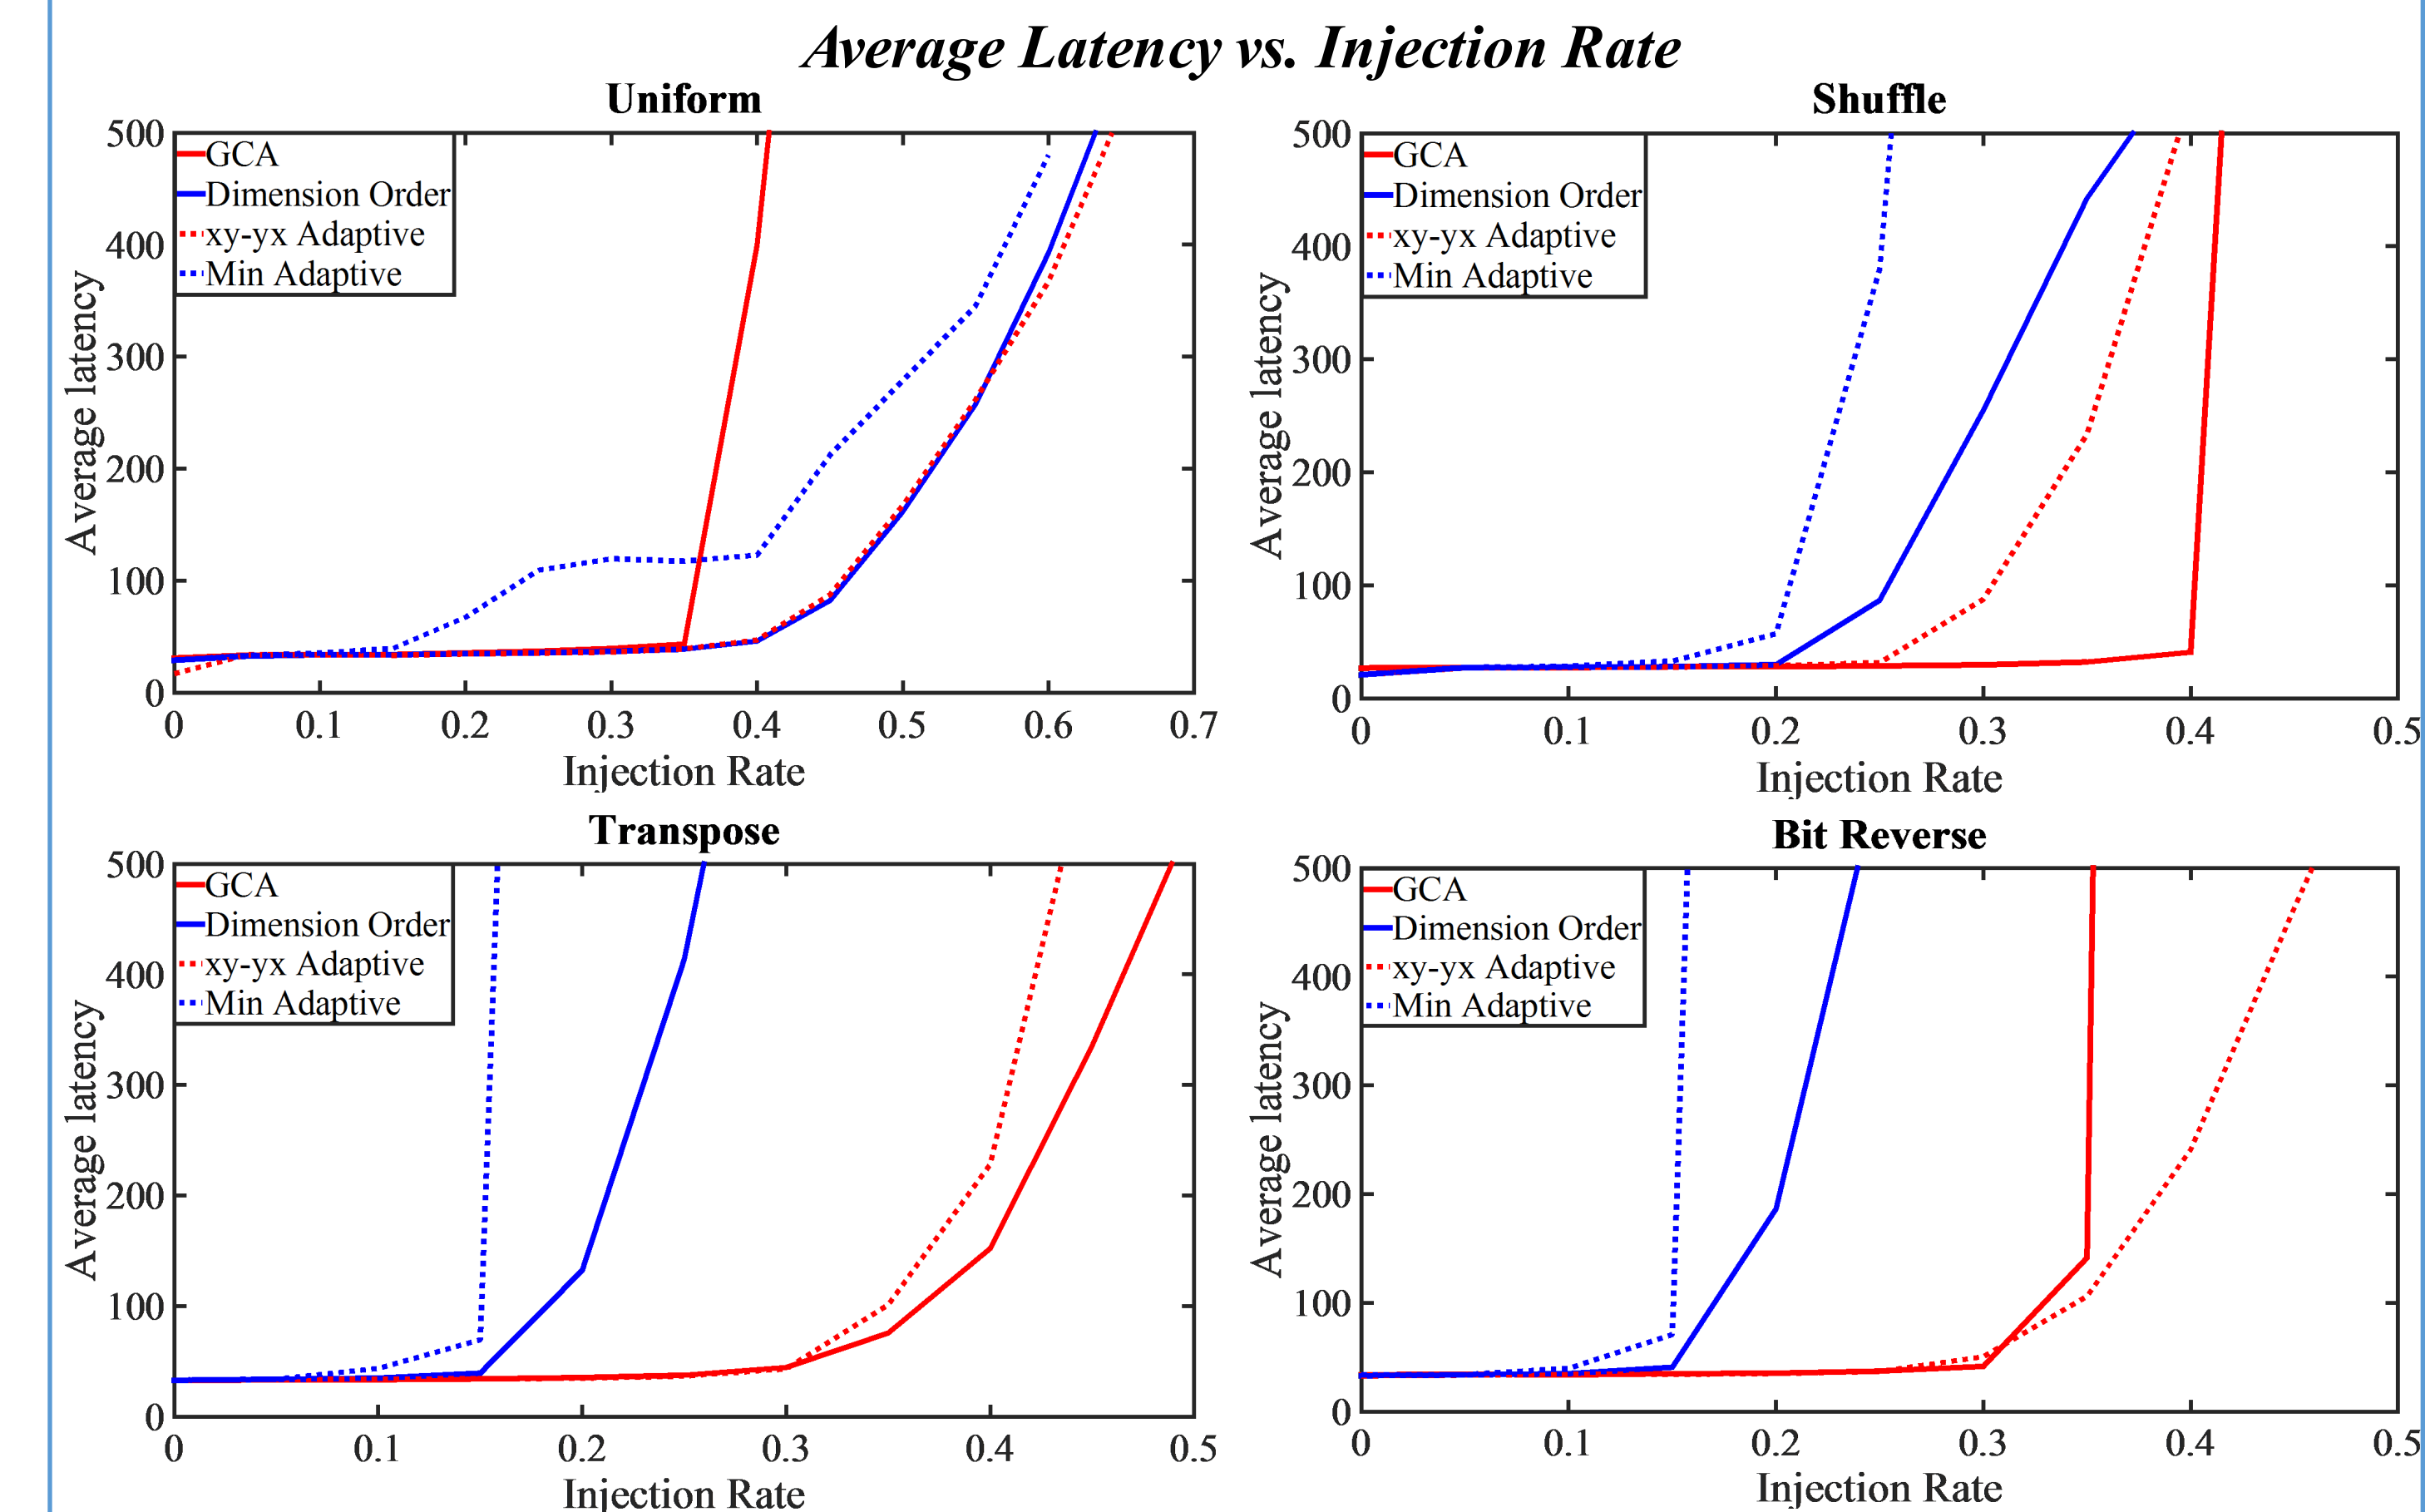 Average Latency vs. Injection Rate
Uniform
500
400
300
200
100
0
Average latency
GCA
Dimension Order
xy-yx Adaptive
Min Adaptive
0 0.1 0.2 0.3 0.4 0.5 0.6 0.7
Injection Rate
Shuffle
500
400
300
200
100
0
Average latency
GCA
Dimension Order
xy-yx Adaptive
Min Adaptive
0 0.1 0.2 0.3 0.4 0.5
Injection Rate
Transpose
500
400
300
200
100
0
Average latency
GCA
Dimension Order
xy-yx Adaptive
Min Adaptive
0 0.1 0.2 0.3 0.4 0.5
Injection Rate
Bit Reverse
500
400
300
200
100
0
Average latency
GCA
Dimension Order
xy-yx Adaptive
Min Adaptive
0 0.1 0.2 0.3 0.4 0.5
Injection Rate